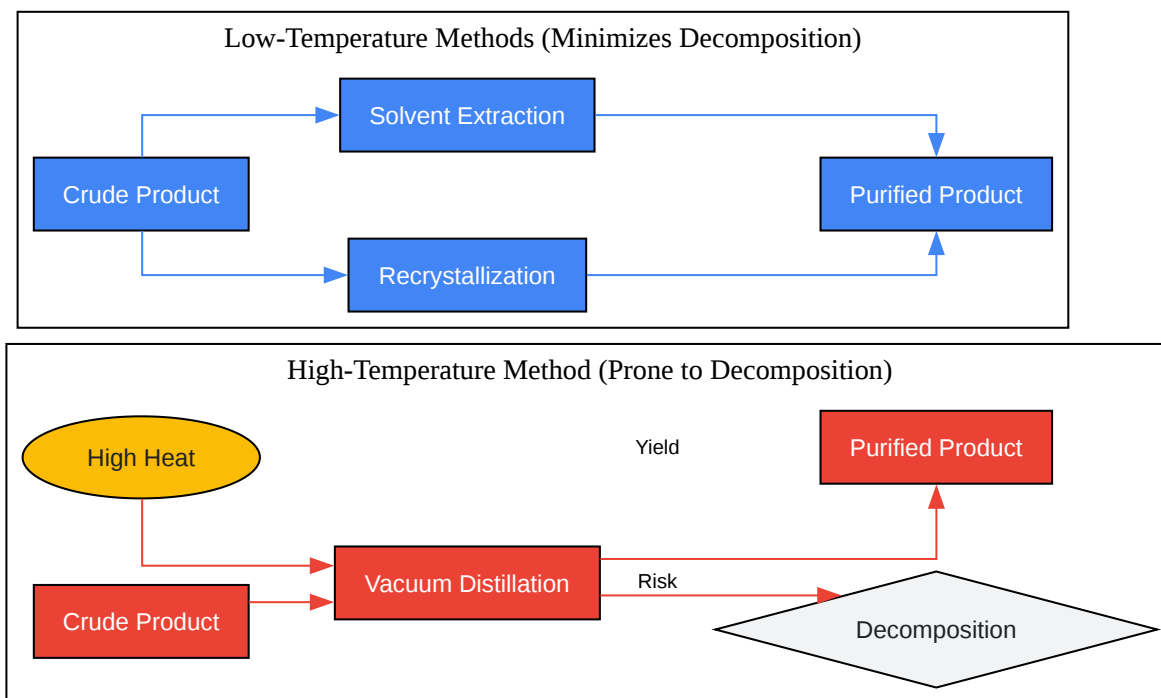 Low-Temperature Methods (Minimizes Decomposition)
Solvent Extraction
Crude Product
Purified Product
Recrystallization
High-Temperature Method (Prone to Decomposition)
High Heat
Yield
Purified Product
Vacuum Distillation
Risk
Crude Product
Decomposition